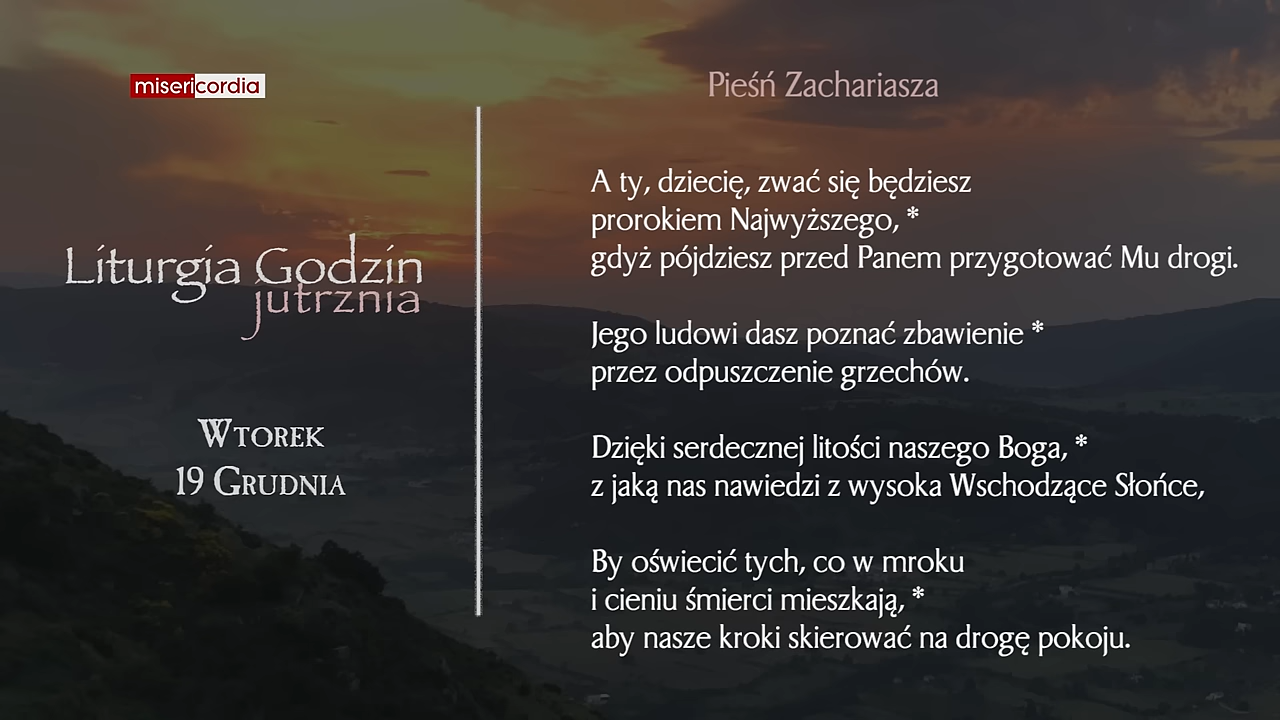 misericordia
Liturgia Godzin
jutrznia
Wtorek
19 Grudnia
Pieśń Zachariasza
A ty, dziecię, zwać się będziesz
prorokiem Najwyższego, *
gdyż pójdziesz przed Panem przygotować Mu drogi.
Jego ludowi dasz poznać zbawienie *
przez odpuszczenie grzechów.
Dzięki serdecznej litości naszego Boga, *
z jaką nas nawiedzi z wysoka Wschodzące Słońce,
By oświecić tych, co w mroku
i cieniu śmierci mieszkają, *
aby nasze kroki skierować na drogę pokoju.